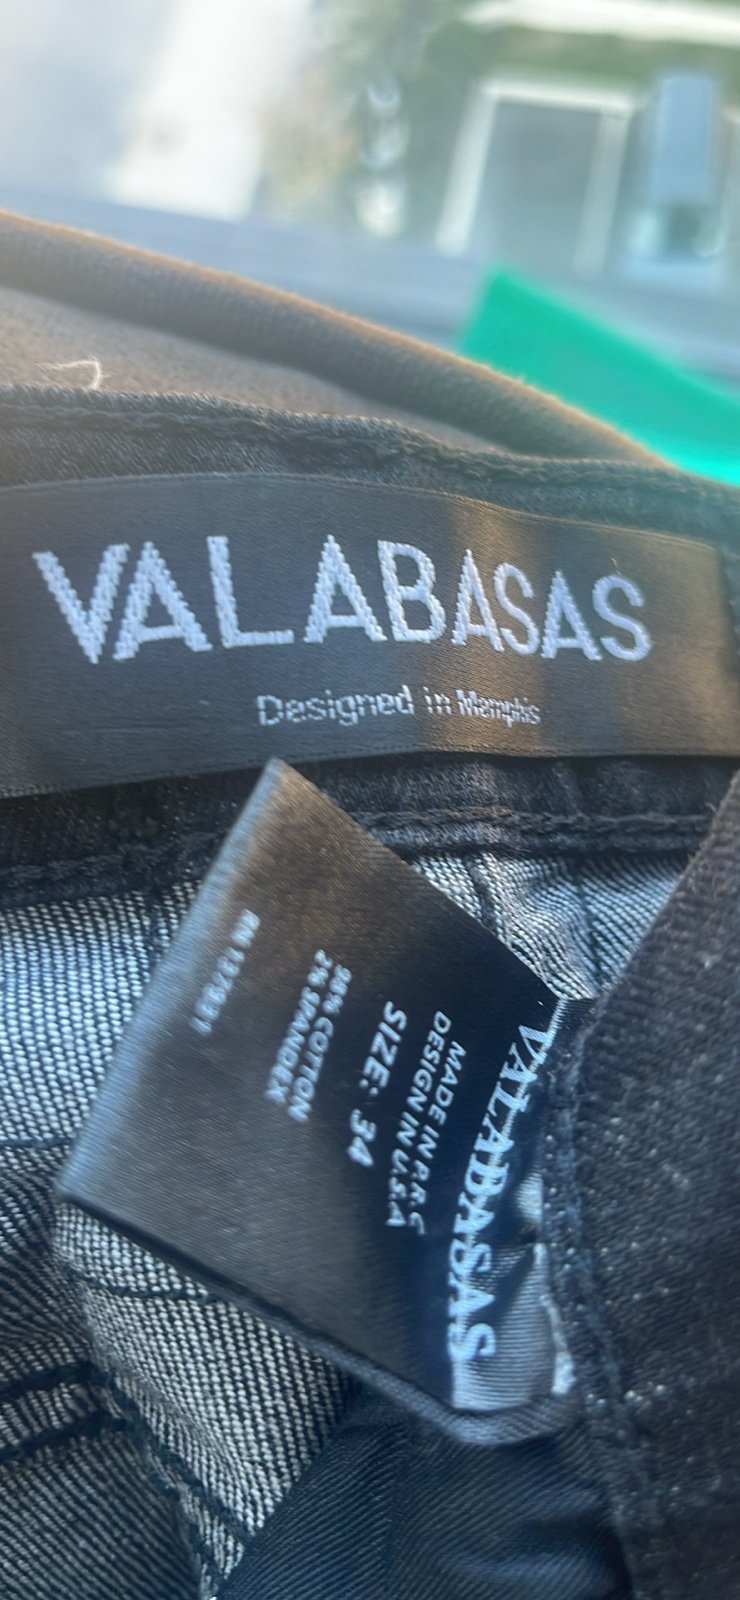 VALABASAS
Designed in Memphis
VALABASAS
MADE IN P.R.C
DESIGN IN U.S.A
SIZE: 34
98% COTTON
2% SPANDEX